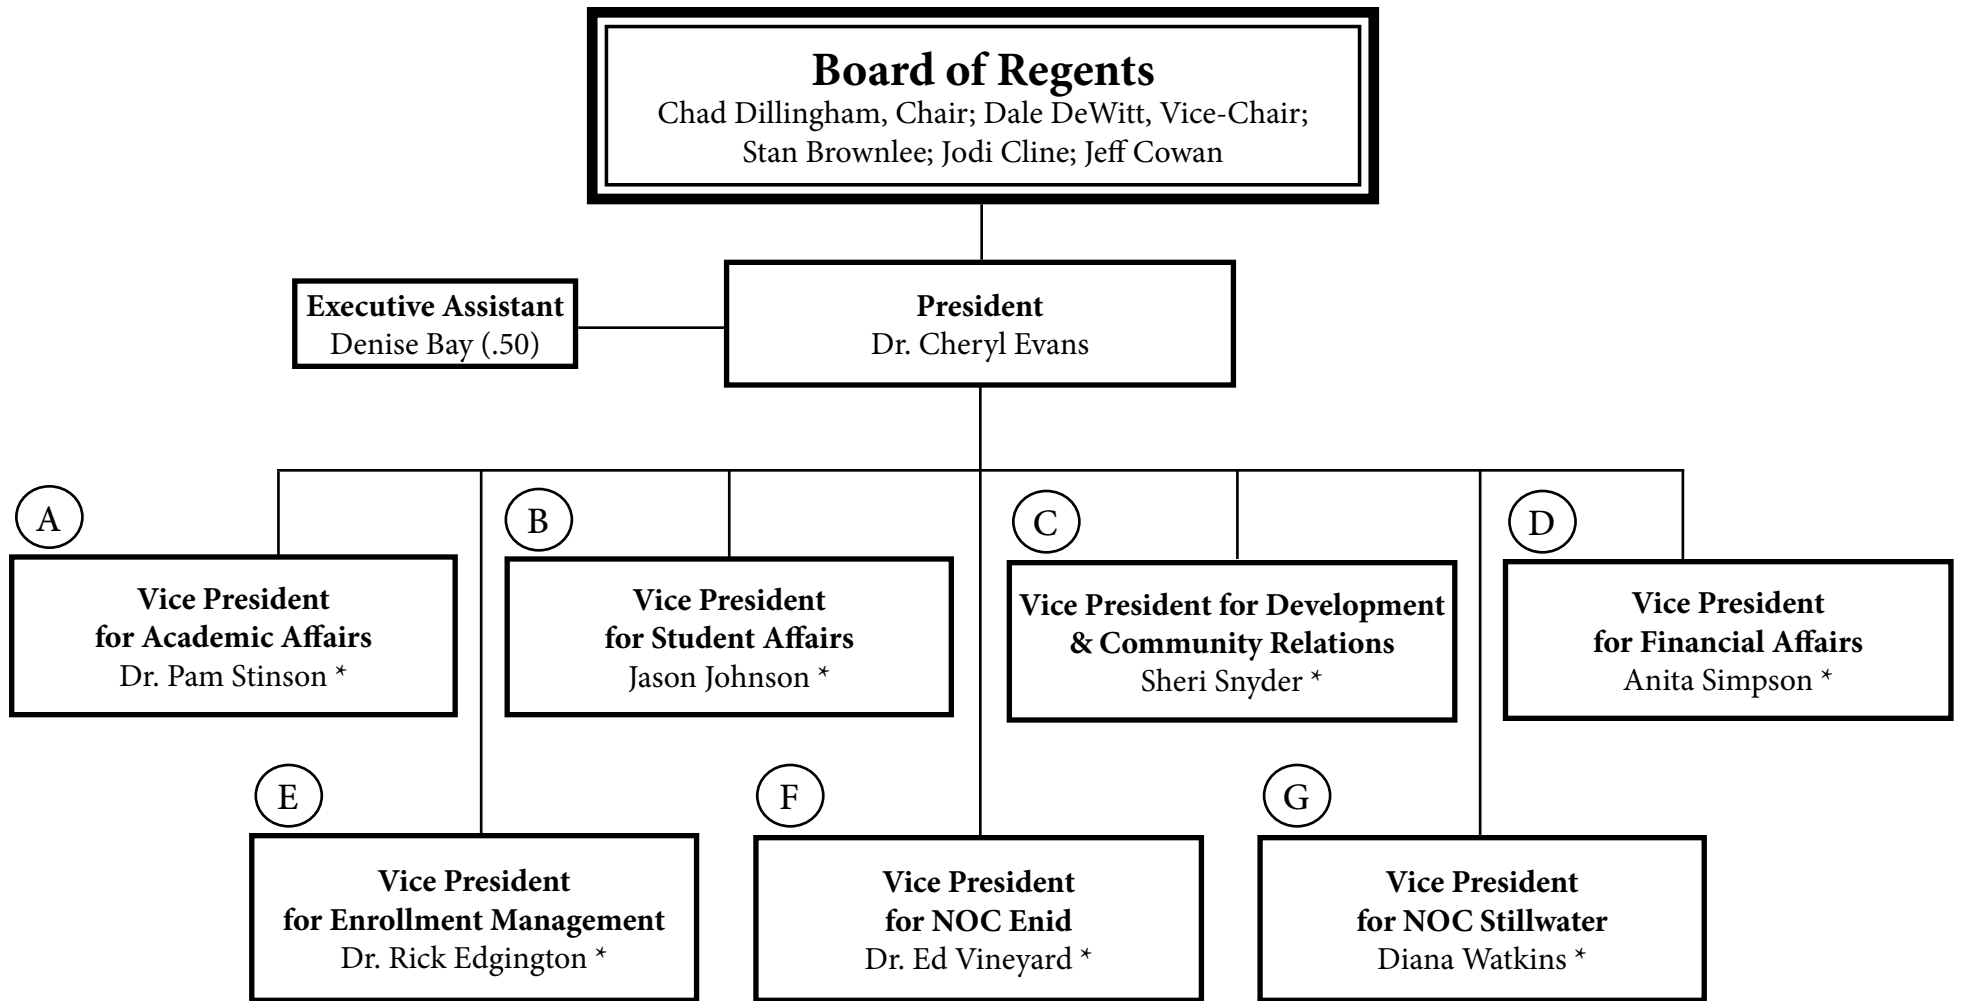 Board of Regents
Chad Dillingham, Chair; Dale DeWitt, Vice-Chair;
Stan Brownlee; Jodi Cline; Jeff Cowan
Executive Assistant
Denise Bay (.50)
President
Dr. Cheryl Evans
A
Vice President
for Academic Affairs
Dr. Pam Stinson *
B
Vice President
for Student Affairs
Jason Johnson *
C
Vice President for Development
& Community Relations
Sheri Snyder *
D
Vice President
for Financial Affairs
Anita Simpson *
E
Vice President
for Enrollment Management
Dr. Rick Edgington *
F
Vice President
for NOC Enid
Dr. Ed Vineyard *
G
Vice President
for NOC Stillwater
Diana Watkins *